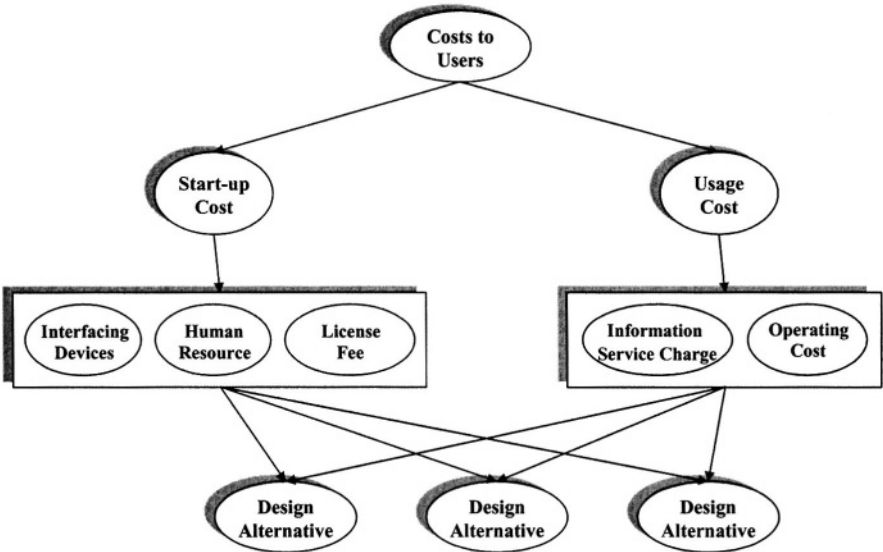 Costs to
Users
Start-up
Cost
Usage
Cost
Interfacing
Devices
Human
Resource
License
Fee
Information
Service Charge
Operating
Cost
Design
Alternative
Design
Alternative
Design
Alternative